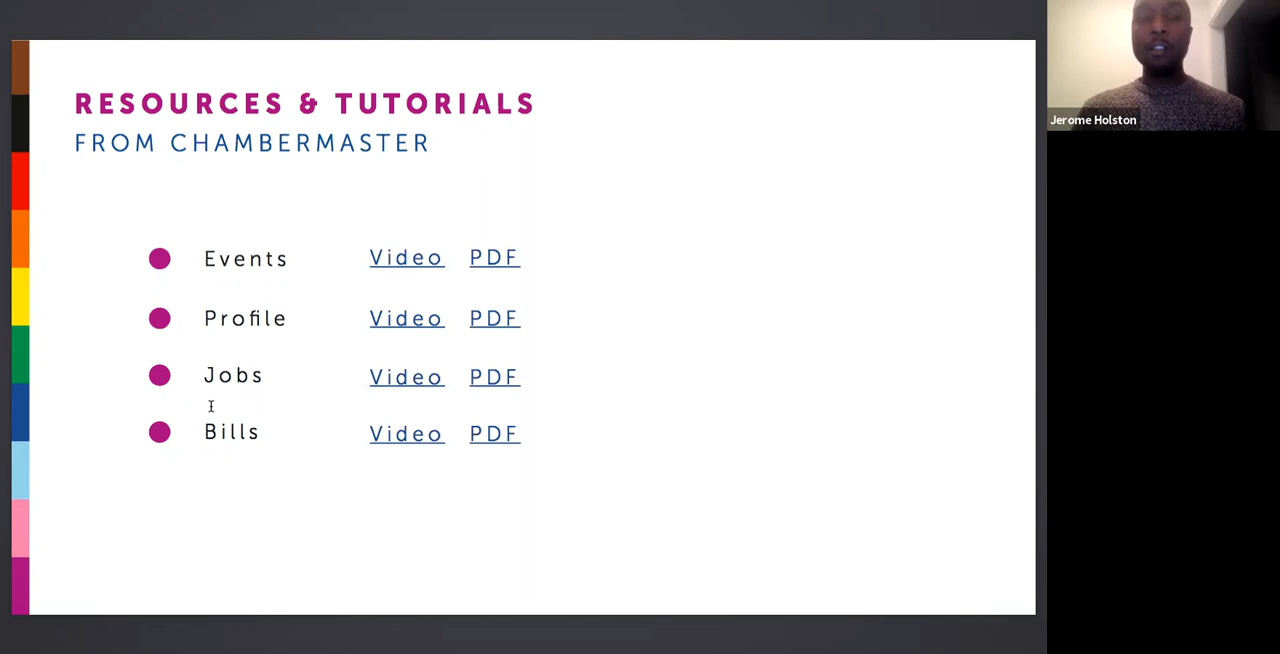 RESOURCES & TUTORIALS
FROM CHAMBERMASTER
Events Video PDF
Profile Video PDF
Jobs Video PDF
Bills Video PDF
Jerome Holston